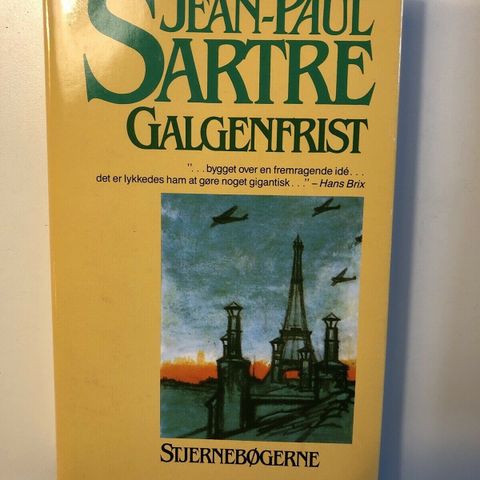 JEAN-PAUL
SARTRE
GALGENFRIST
"... bygget over en fremragende idé...
det er lykkedes ham at gøre noget gigantisk..." – Hans Brix
STJERNEBØGERNE